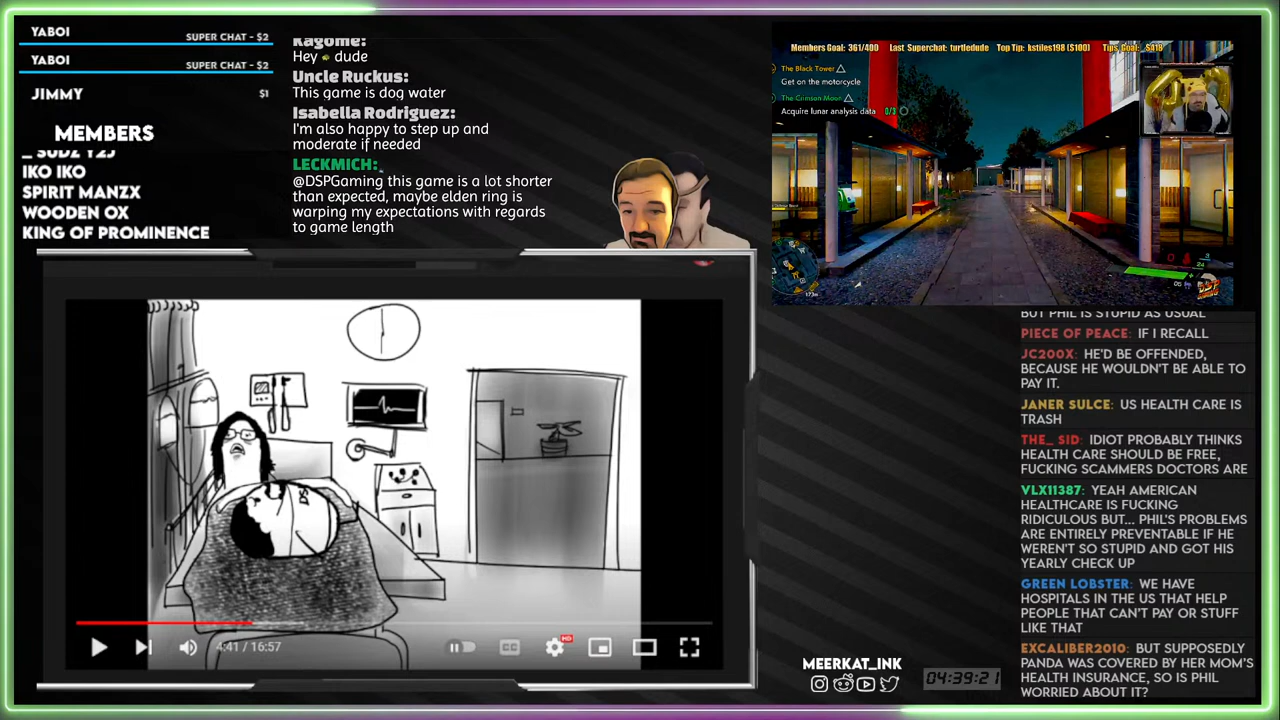 YABOI
SUPER CHAT - $2
YABOI
SUPER CHAT - $2
JIMMY
$1
MEMBERS
IKO IKO
SPIRIT MANZX
WOODEN OX
KING OF PROMINENCE
Kagome:
Hey dude
Uncle Ruckus:
This game is dog water
Isabella Rodriguez:
I'm also happy to step up and
moderate if needed
LECKMICH:
@DSPGaming this game is a lot shorter
than expected, maybe elden ring is
warping my expectations with regards
to game length
Members Goal: 361/400 Last Superchat: turtledude Top Tip: kstiles198 ($100) Tips Goal:
The Black Tower
Get on the motorcycle
The Crimson Moon
Acquire lunar analysis data 0/3
173m
DS
4:41 / 16:57
CC
HD
BUT PHIL IS STUPID AS USUAL
PIECE OF PEACE: IF I RECALL
JC200X: HE'D BE OFFENDED,
BECAUSE HE WOULDN'T BE ABLE TO
PAY IT.
JANER SULCE: US HEALTH CARE IS
TRASH
THE_ SID: IDIOT PROBABLY THINKS
HEALTH CARE SHOULD BE FREE,
FUCKING SCAMMERS DOCTORS ARE
VLX11387: YEAH AMERICAN
HEALTHCARE IS FUCKING
RIDICULOUS BUT... PHIL'S PROBLEMS
ARE ENTIRELY PREVENTABLE IF HE
WEREN'T SO STUPID AND GOT HIS
YEARLY CHECK UP
GREEN LOBSTER: WE HAVE
HOSPITALS IN THE US THAT HELP
PEOPLE THAT CAN'T PAY OR STUFF
LIKE THAT
EXCALIBER2010: BUT SUPPOSEDLY
PANDA WAS COVERED BY HER MOM'S
HEALTH INSURANCE, SO IS PHIL
WORRIED ABOUT IT?
MEERKAT_INK
04:39:21